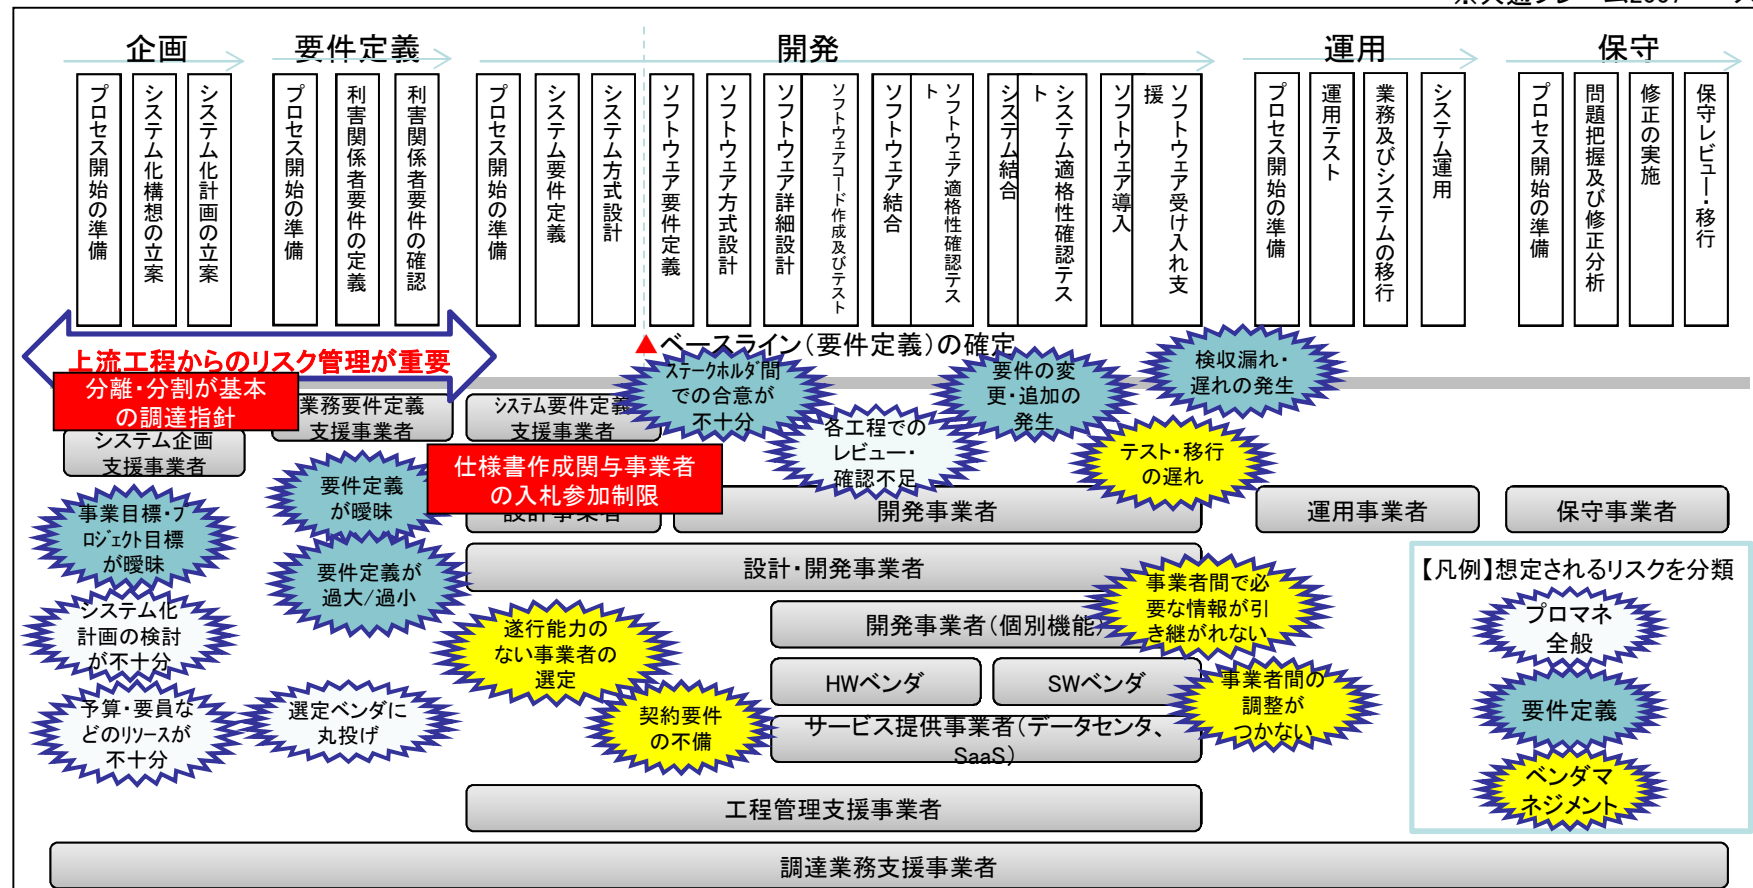 企画
要件定義
開発
運用
保守
プロセス開始の準備
システム化構想の立案
システム化計画の立案
プロセス開始の準備
利害関係者要件の定義
利害関係者要件の確認
プロセス開始の準備
システム要件定義
システム方式設計
ソフトウェア要件定義
ソフトウェア方式設計
ソフトウェア詳細設計
ソフトウェアコード作成及びテスト
ソフトウェア結合
ソフトウェア適格性確認テス
ト
システム結合
システム適格性確認テス
ト
ソフトウェア導入
ソフトウェア受け入れ支
援
プロセス開始の準備
運用テスト
業務及びシステムの移行
システム運用
プロセス開始の準備
問題把握及び修正分析
修正の実施
保守レビュー・移行
上流工程からのリスク管理が重要
▲ベースライン(要件定義)の確定
分離・分割が基本
の調達指針
システム企画
支援事業者
業務要件定義
支援事業者
システム要件定義
支援事業者
仕様書作成関与事業者
の入札参加制限
ステークホルダ間
での合意が
不十分
各工程での
レビュー・
確認不足
要件の変
更・追加の
発生
検収漏れ・
遅れの発生
テスト・移行
の遅れ
要件定義
が曖昧
要件定義が
過大/過小
事業目標・プ
ロジェクト目標
が曖昧
システム化
計画の検討
が不十分
予算・要員な
どのリソースが
不十分
選定ベンダに
丸投げ
遂行能力の
ない事業者の
選定
契約要件
の不備
設計事業者
開発事業者
運用事業者
保守事業者
設計・開発事業者
開発事業者(個別機能)
事業者間で必
要な情報が引
き継がれない
HWベンダ
SWベンダ
事業者間の
調整が
つかない
サービス提供事業者(データセンタ、
SaaS)
工程管理支援事業者
調達業務支援事業者
【凡例】想定されるリスクを分類
プロマネ
全般
要件定義
ベンダマ
ネジメント